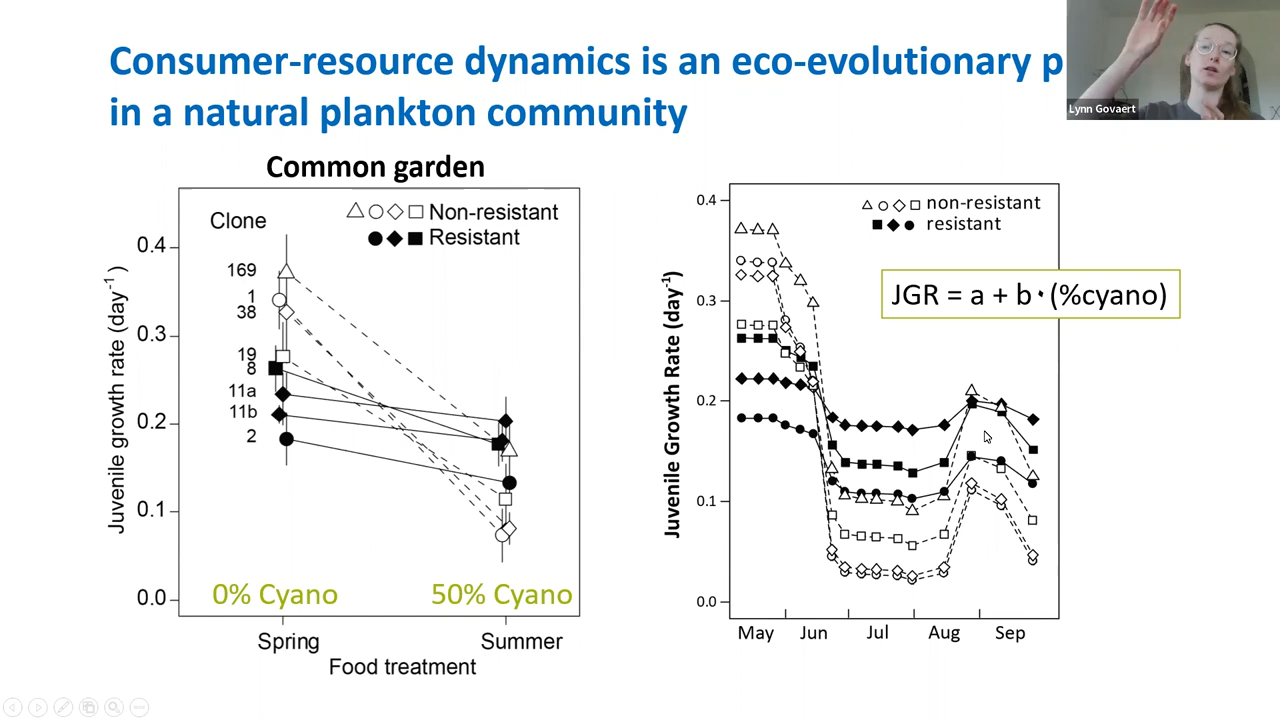 Consumer-resource dynamics is an eco-evolutionary p
in a natural plankton community
Lynn Govaert
Common garden
Clone
Non-resistant
Resistant
169
1
38
19
8
11a
11b
2
0.4
0.3
0.2
0.1
0.0
Juvenile growth rate (day⁻¹)
0% Cyano
50% Cyano
Spring
Summer
Food treatment
non-resistant
resistant
JGR = a + b · (%cyano)
0.4
0.3
0.2
0.1
0.0
Juvenile Growth Rate (day⁻¹)
May
Jun
Jul
Aug
Sep